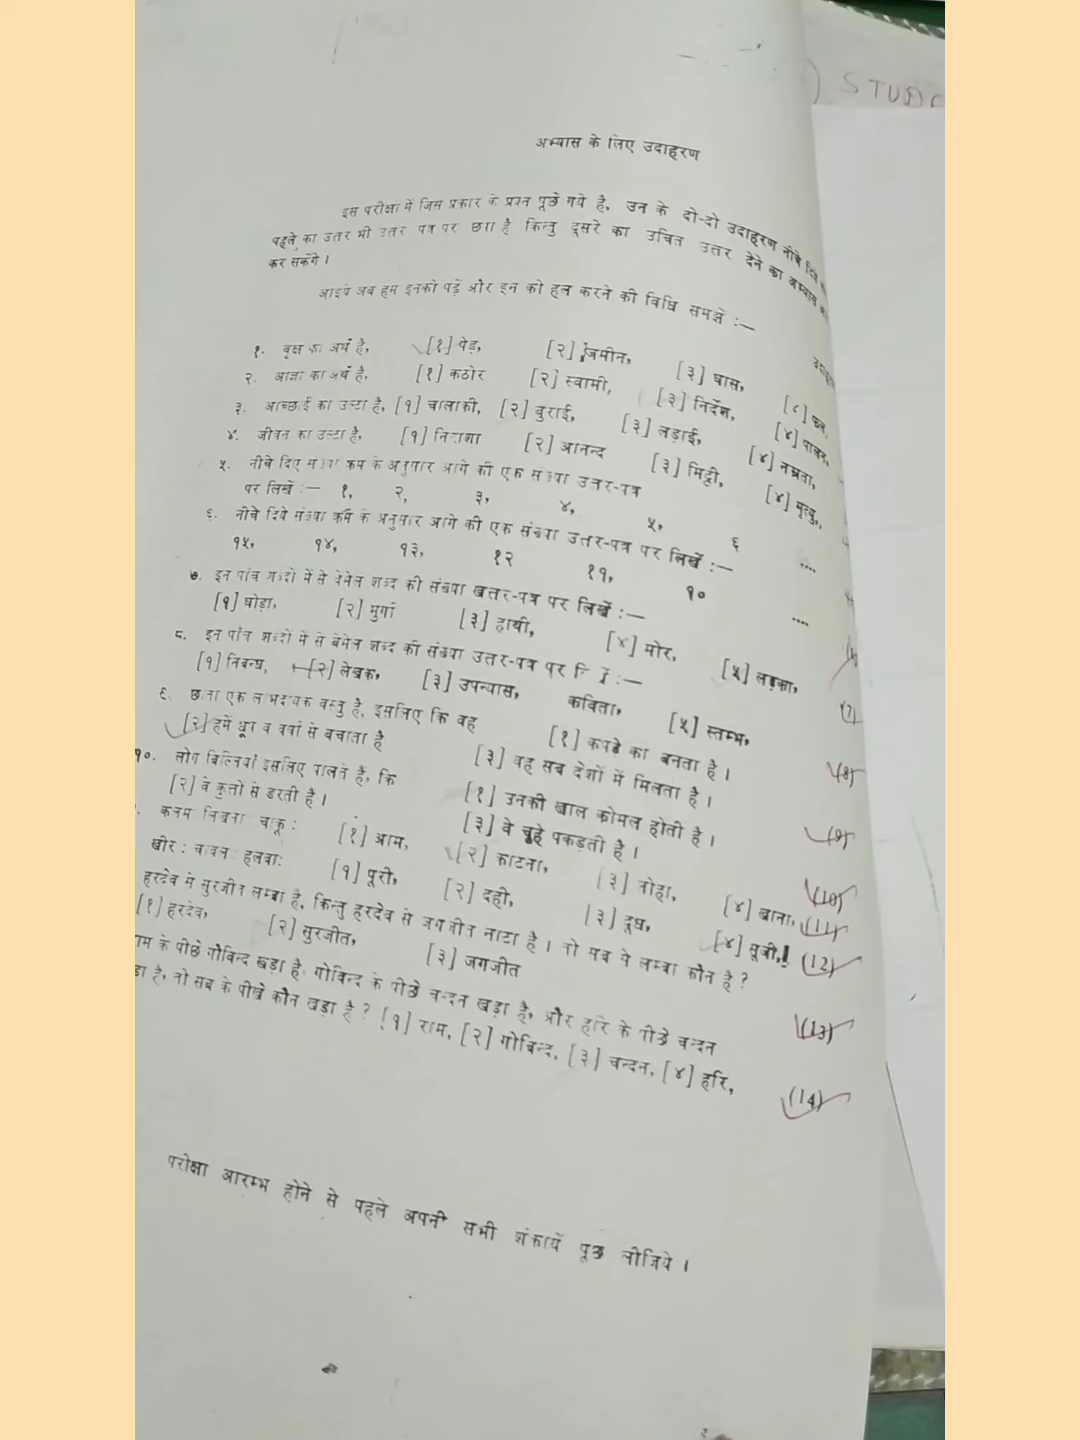 STUD
अभ्यास के लिए उदाहरण
इस परीक्षा में जिस प्रकार के प्रश्न पूछे गये है, उन के दो-दो उदाहरण नीचे दिये
पहले का उत्तर भी उत्तर पत्र पर छपा है किन्तु दूसरे का उचित उत्तर देने का अभ्यास
कर सकेंगे ।
आइये अब हम इनको पढ़ें और इन को हल करने की विधि समझें :—
१. वृक्ष का अर्थ है, [१] पेड़, [२] जमीन, [३] घास, [४] फल,
२. आज्ञा का अर्थ है, [१] कठोर [२] स्वामी, [३] निर्देश, [४] पालन,
३. आच्छाई का उल्टा है, [१] चालाकी, [२] बुराई, [३] लड़ाई, [४] नम्रता,
४. जीवन का उल्टा है, [१] निराशा [२] आनन्द [३] मिट्टी, [४] मृत्यु,
५. नीचे दिए संख्या क्रम के अनुसार आगे की एक संख्या उत्तर-पत्र
पर लिखें :— १, २, ३, ४, ५, ६ ....
६. नीचे दिये संख्या क्रम के अनुसार आगे की एक संख्या उत्तर-पत्र पर लिखें :—
१५, १४, १३, १२ ११, १० ....
७. इन पांच शब्दों में से बेमेल शब्द की संख्या उत्तर-पत्र पर लिखें :—
[१] घोड़ा, [२] मुर्गा [३] हाथी, [४] मोर, [५] लड़का, (7)
८. इन पांच शब्दों में से बेमेल शब्द की संख्या उत्तर-पत्र पर :—
[१] निबन्ध, [२] लेखक, [३] उपन्यास, कविता, [५] स्तम्भ, (8)
९. छाता एक लाभदायक वस्तु है, इसलिए कि वह [१] कपड़े का बनता है ।
[२] हमें धूप व वर्षा से बचाता है [३] वह सब देशों में मिलता है । (9)
१०. लोग बिल्लियां इसलिए पालते हैं, कि [१] उनकी खाल कोमल होती है ।
[२] वे कुत्तों से डरती है । [३] वे चूहे पकड़ती है । (10)
कलम लिखना चाकू : [१] आम, [२] काटना, [३] लोहा, [४] खाना, (11)
खीर : चावल हलवा: [१] पूरी, [२] दही, [३] दूध, [४] सूजी, (12)
हरदेव से सुरजीत लम्बा है, किन्तु हरदेव से जगजीत नाटा है । तो सब से लम्बा कौन है ?
[१] हरदेव, [२] सुरजीत, [३] जगजीत (13)
राम के पीछे गोबिन्द खड़ा है, गोबिन्द के पीछे चन्दन खड़ा है, और हरि के पीछे चन्दन
है, तो सब के पीछे कौन खड़ा है ? [१] राम, [२] गोबिन्द, [३] चन्दन, [४] हरि, (14)
परीक्षा आरम्भ होने से पहले अपनी सभी शंकायें पूछ लीजिये ।